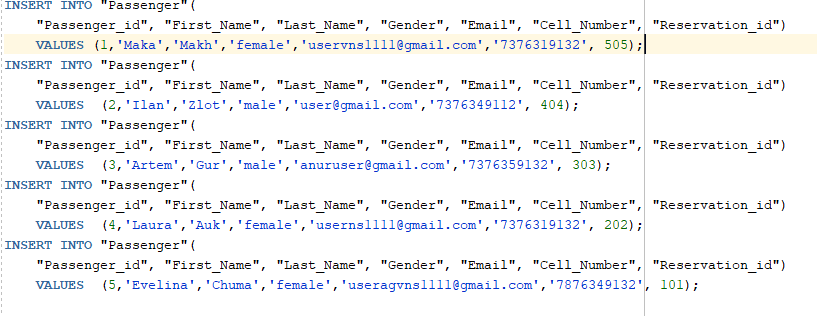 INSERT INTO "Passenger"(
"Passenger_id", "First_Name", "Last_Name", "Gender", "Email", "Cell_Number", "Reservation_id")
VALUES (1,'Maka','Makh','female','uservns1111@gmail.com','7376319132', 505);
INSERT INTO "Passenger"(
"Passenger_id", "First_Name", "Last_Name", "Gender", "Email", "Cell_Number", "Reservation_id")
VALUES (2,'Ilan','Zlot','male','user@gmail.com','7376349112', 404);
INSERT INTO "Passenger"(
"Passenger_id", "First_Name", "Last_Name", "Gender", "Email", "Cell_Number", "Reservation_id")
VALUES (3,'Artem','Gur','male','anuruser@gmail.com','7376359132', 303);
INSERT INTO "Passenger"(
"Passenger_id", "First_Name", "Last_Name", "Gender", "Email", "Cell_Number", "Reservation_id")
VALUES (4,'Laura','Auk','female','userns1111@gmail.com','7376319132', 202);
INSERT INTO "Passenger"(
"Passenger_id", "First_Name", "Last_Name", "Gender", "Email", "Cell_Number", "Reservation_id")
VALUES (5,'Evelina','Chuma','female','useragvns1111@gmail.com','7876349132', 101);